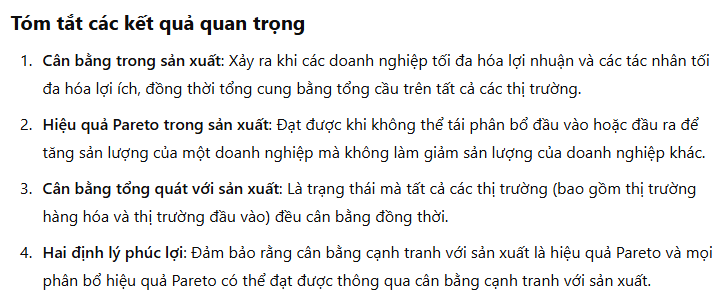 Tóm tắt các kết quả quan trọng
1. Cân bằng trong sản xuất: Xảy ra khi các doanh nghiệp tối đa hóa lợi nhuận và các tác nhân tối
đa hóa lợi ích, đồng thời tổng cung bằng tổng cầu trên tất cả các thị trường.
2. Hiệu quả Pareto trong sản xuất: Đạt được khi không thể tái phân bổ đầu vào hoặc đầu ra để
tăng sản lượng của một doanh nghiệp mà không làm giảm sản lượng của doanh nghiệp khác.
3. Cân bằng tổng quát với sản xuất: Là trạng thái mà tất cả các thị trường (bao gồm thị trường
hàng hóa và thị trường đầu vào) đều cân bằng đồng thời.
4. Hai định lý phúc lợi: Đảm bảo rằng cân bằng cạnh tranh với sản xuất là hiệu quả Pareto và mọi
phân bổ hiệu quả Pareto có thể đạt được thông qua cân bằng cạnh tranh với sản xuất.